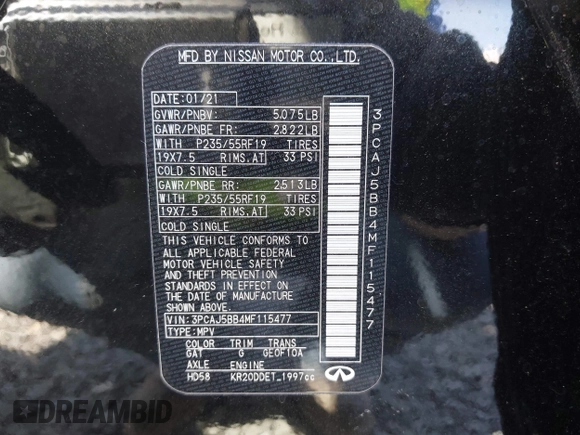 MFD BY NISSAN MOTOR CO.,LTD.
DATE: 01/21
GVWR/PNBV: 5075LB
GAWR/PNBE FR: 2822LB
WITH P235/55RF19 TIRES
19X7.5 RIMS,AT 33 PSI
COLD SINGLE
GAWR/PNBE RR: 2513LB
WITH P235/55RF19 TIRES
19X7.5 RIMS,AT 33 PSI
COLD SINGLE
THIS VEHICLE CONFORMS TO
ALL APPLICABLE FEDERAL
MOTOR VEHICLE SAFETY
AND THEFT PREVENTION
STANDARDS IN EFFECT ON
THE DATE OF MANUFACTURE
SHOWN ABOVE.
VIN: 3PCAJ5BB4MF115477
TYPE: MPV
COLOR TRIM TRANS
GAT G GE0F10A
AXLE ENGINE
HD58 KR20DDET_1997cc
3PCAJ5BB4MF115477
DREAMBID